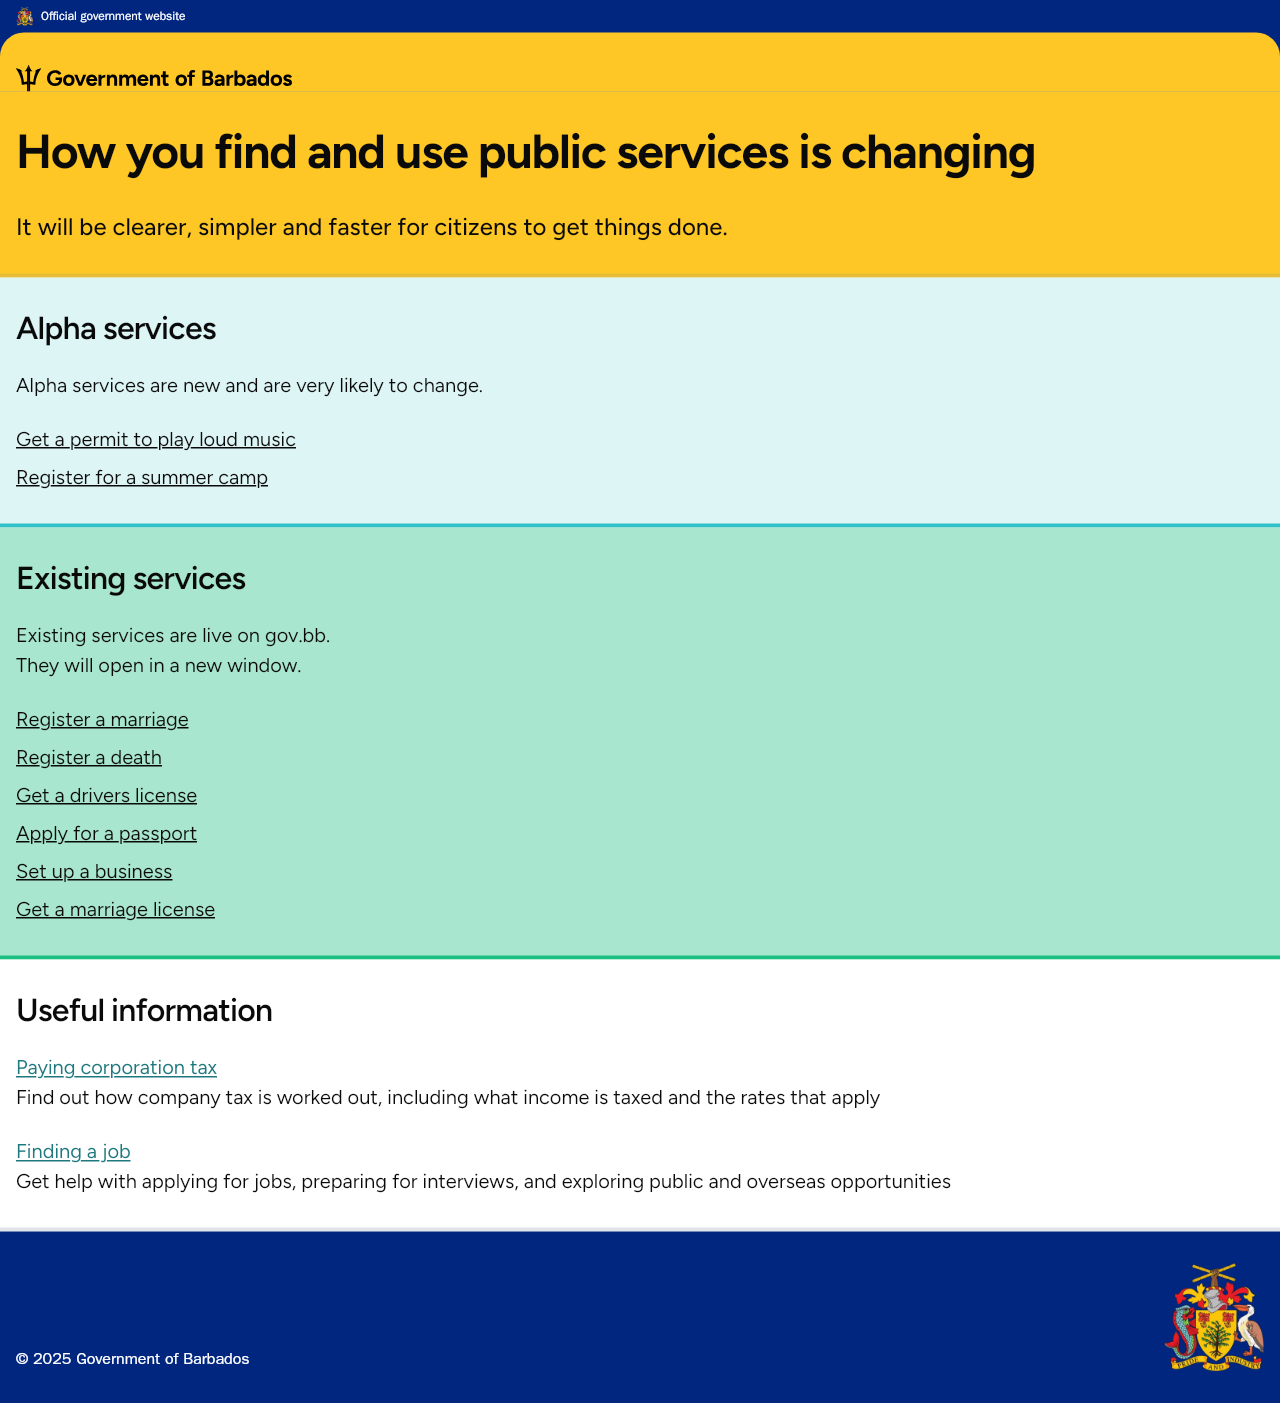 Official government website
Government of Barbados
How you find and use public services is changing
It will be clearer, simpler and faster for citizens to get things done.
Alpha services
Alpha services are new and are very likely to change.
Get a permit to play loud music
Register for a summer camp
Existing services
Existing services are live on gov.bb.
They will open in a new window.
Register a marriage
Register a death
Get a drivers license
Apply for a passport
Set up a business
Get a marriage license
Useful information
Paying corporation tax
Find out how company tax is worked out, including what income is taxed and the rates that apply
Finding a job
Get help with applying for jobs, preparing for interviews, and exploring public and overseas opportunities
PRIDE AND INDUSTRY
© 2025 Government of Barbados